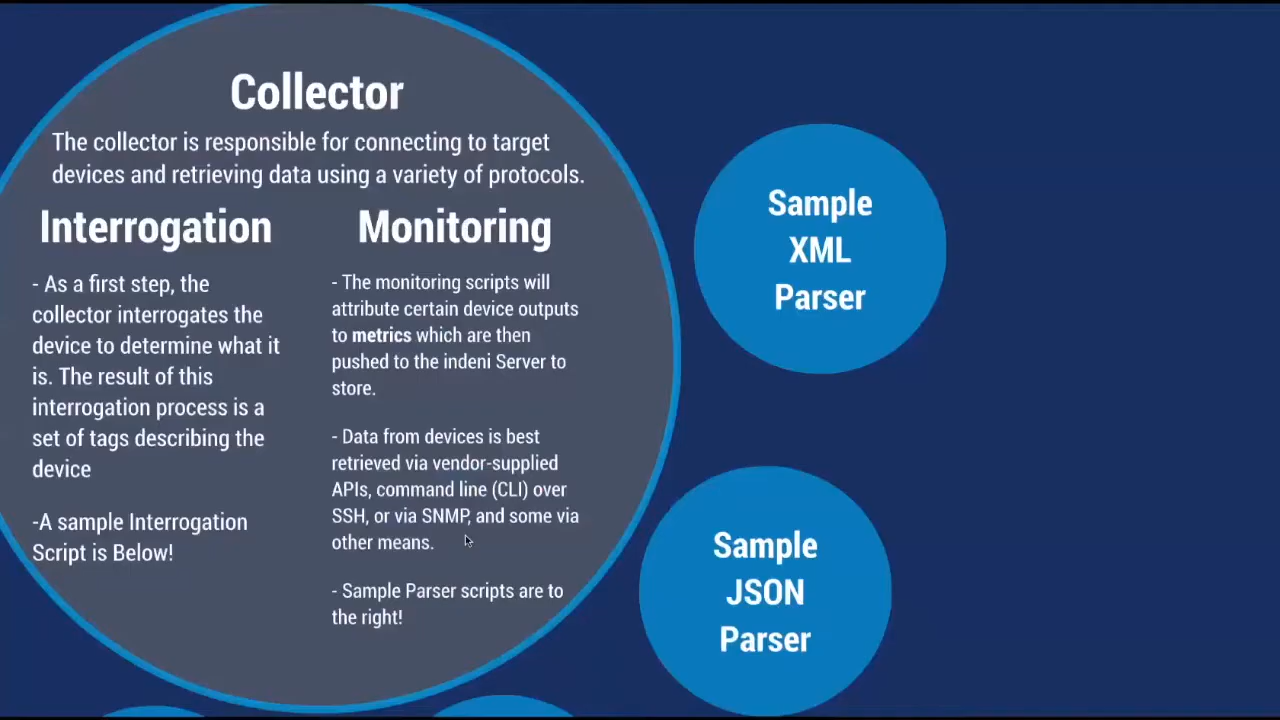 Collector
The collector is responsible for connecting to target
devices and retrieving data using a variety of protocols.
Interrogation
- As a first step, the
collector interrogates the
device to determine what it
is. The result of this
interrogation process is a
set of tags describing the
device
-A sample Interrogation
Script is Below!
Monitoring
- The monitoring scripts will
attribute certain device outputs
to metrics which are then
pushed to the indeni Server to
store.
- Data from devices is best
retrieved via vendor-supplied
APIs, command line (CLI) over
SSH, or via SNMP, and some via
other means.
- Sample Parser scripts are to
the right!
Sample
XML
Parser
Sample
JSON
Parser